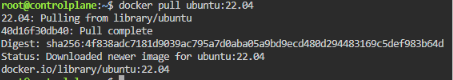 root@controlplane:~$ docker pull ubuntu:22.04
22.04: Pulling from library/ubuntu
40d16f30db40: Pull complete
Digest: sha256:4f838adc7181d9039ac795a7d0aba05a9bd9ecd480d294483169c5def983b64d
Status: Downloaded newer image for ubuntu:22.04
docker.io/library/ubuntu:22.04